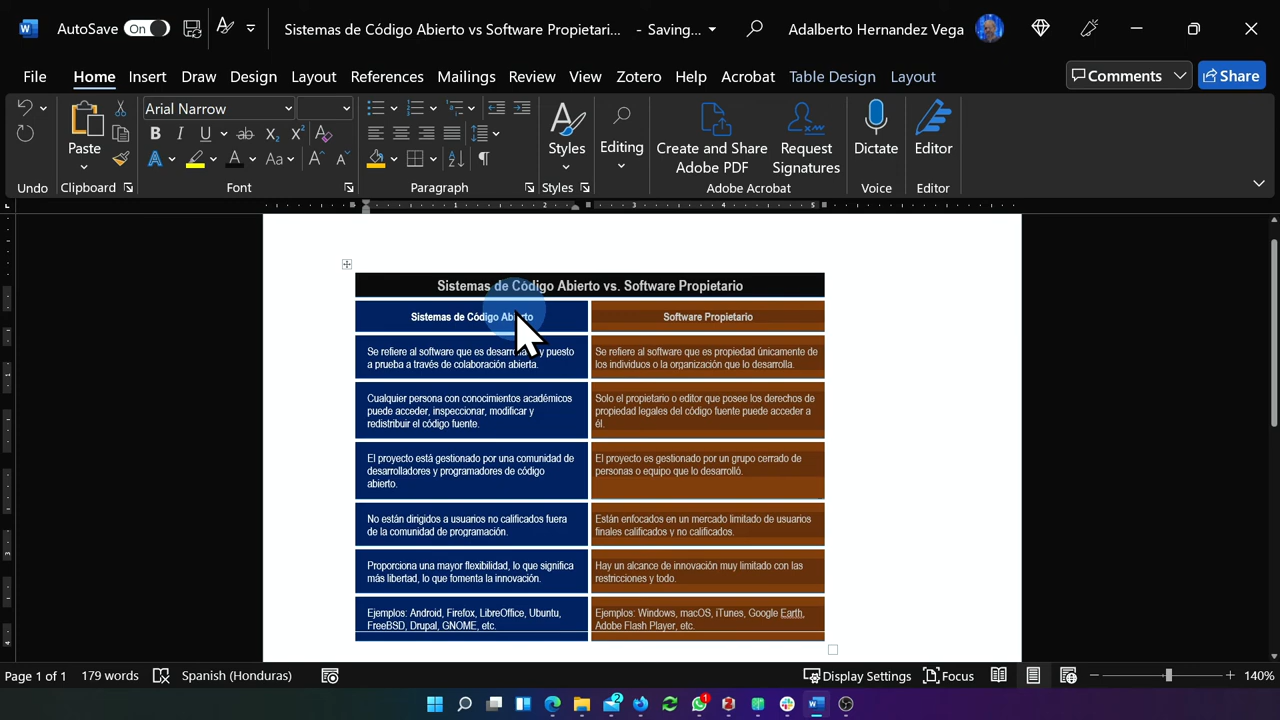 AutoSave On Sistemas de Código Abierto vs Software Propietari... - Saving... Adalberto Hernandez Vega
File Home Insert Draw Design Layout References Mailings Review View Zotero Help Acrobat Table Design Layout Comments Share
Arial Narrow
Paste Styles Editing Create and Share Adobe PDF Request Signatures Dictate Editor
Undo Clipboard Font Paragraph Styles Adobe Acrobat Voice Editor
1 2 3 4 5
Sistemas de Código Abierto vs. Software Propietario
Sistemas de Código Abierto
Software Propietario
Se refiere al software que es y puesto
a prueba a través de colaboración abierta.
Se refiere al software que es propiedad únicamente de
los individuos o la organización que lo desarrolla.
Cualquier persona con conocimientos académicos
puede acceder, inspeccionar, modificar y
redistribuir el código fuente.
Solo el propietario o editor que posee los derechos de
propiedad legales del código fuente puede acceder a
él.
El proyecto está gestionado por una comunidad de
desarrolladores y programadores de código
abierto.
El proyecto es gestionado por un grupo cerrado de
personas o equipo que lo desarrolló.
No están dirigidos a usuarios no calificados fuera
de la comunidad de programación.
Están enfocados en un mercado limitado de usuarios
finales calificados y no calificados.
Proporciona una mayor flexibilidad, lo que significa
más libertad, lo que fomenta la innovación.
Hay un alcance de innovación muy limitado con las
restricciones y todo.
Ejemplos: Android, Firefox, LibreOffice, Ubuntu,
FreeBSD, Drupal, GNOME, etc.
Ejemplos: Windows, macOS, iTunes, Google Earth,
Adobe Flash Player, etc.
Page 1 of 1 179 words Spanish (Honduras) Display Settings Focus 140%
2 1